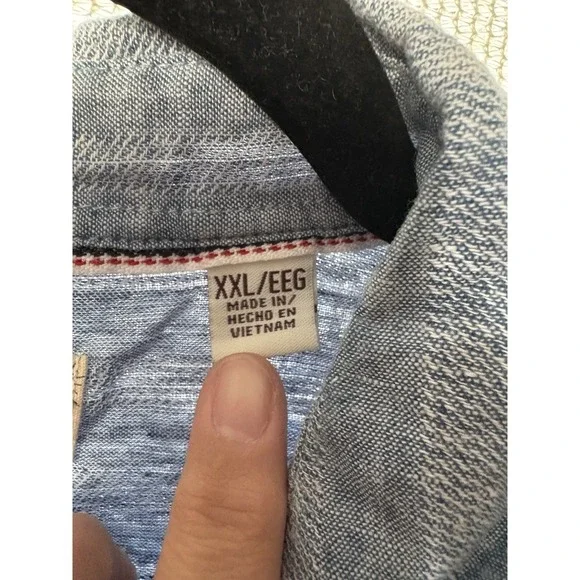 XXL/EEG
MADE IN/
HECHO EN
VIETNAM